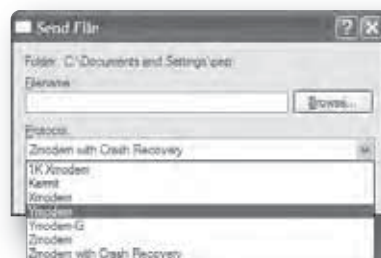 Send File
Folder: C:\Documents and Settings\pep
Filename:
Browse...
Protocol:
Zmodem with Crash Recovery
1K Xmodem
Kermit
Xmodem
Ymodem
Ymodem-G
Zmodem
Zmodem with Crash Recovery